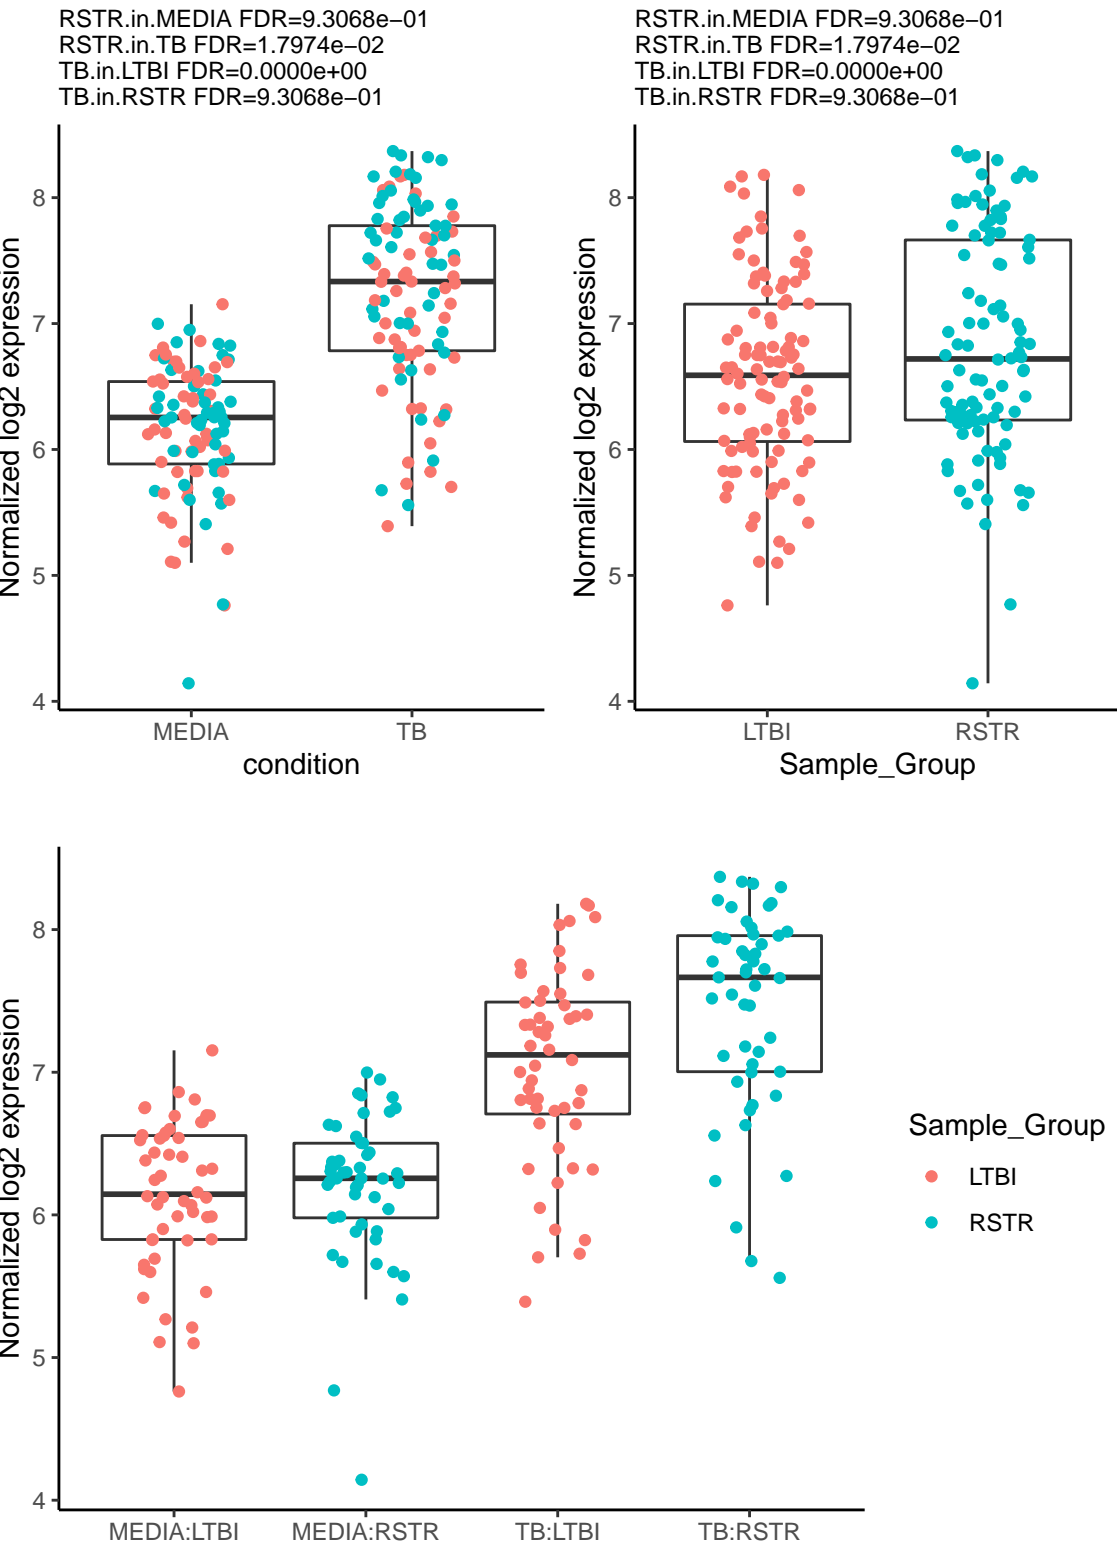 RSTR.in.MEDIA FDR=9.3068e−01
RSTR.in.TB FDR=1.7974e−02
TB.in.LTBI FDR=0.0000e+00
TB.in.RSTR FDR=9.3068e−01
Normalized log2 expression
8
7
6
5
4
MEDIA TB
condition
RSTR.in.MEDIA FDR=9.3068e−01
RSTR.in.TB FDR=1.7974e−02
TB.in.LTBI FDR=0.0000e+00
TB.in.RSTR FDR=9.3068e−01
Normalized log2 expression
8
7
6
5
4
LTBI RSTR
Sample_Group
Normalized log2 expression
8
7
6
5
4
MEDIA:LTBI MEDIA:RSTR TB:LTBI TB:RSTR
Sample_Group
LTBI
RSTR